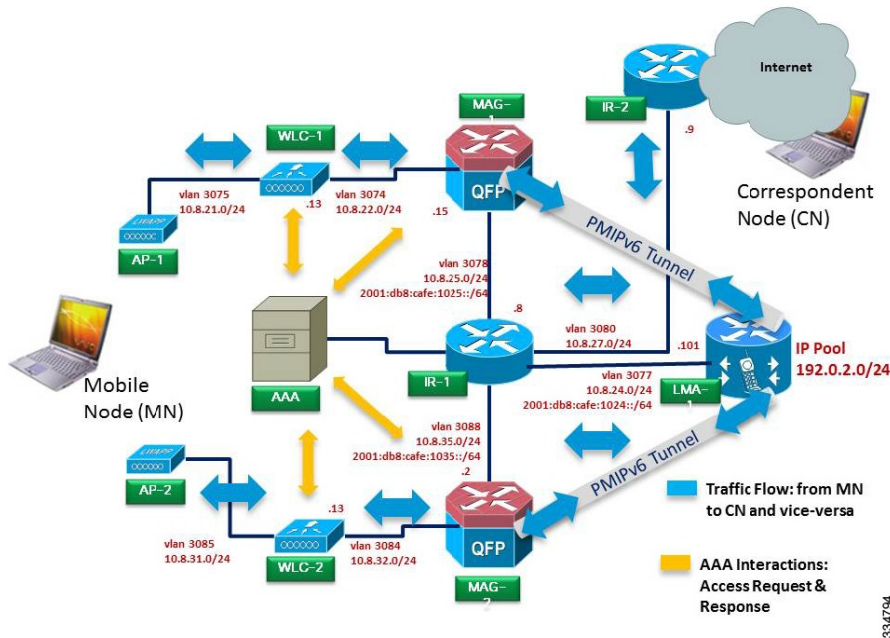 Internet
MAG-1
IR-2
.9
WLC-1
vlan 3075
10.8.21.0/24
.13
vlan 3074
10.8.22.0/24
QFP
.15
Correspondent
Node (CN)
LWAPP
AP-1
PMIPv6 Tunnel
vlan 3078
10.8.25.0/24
2001:db8:cafe:1025::/64
.8
vlan 3080
10.8.27.0/24
.101
IP Pool
192.0.2.0/24
Mobile
Node (MN)
AAA
IR-1
vlan 3077
10.8.24.0/24
2001:db8:cafe:1024::/64
LMA-1
vlan 3088
10.8.35.0/24
2001:db8:cafe:1035::/64
.2
LWAPP
AP-2
PMIPv6 Tunnel
.13
QFP
vlan 3085
10.8.31.0/24
WLC-2
vlan 3084
10.8.32.0/24
MAG-2
Traffic Flow: from MN
to CN and vice-versa
AAA Interactions:
Access Request &
Response
334794